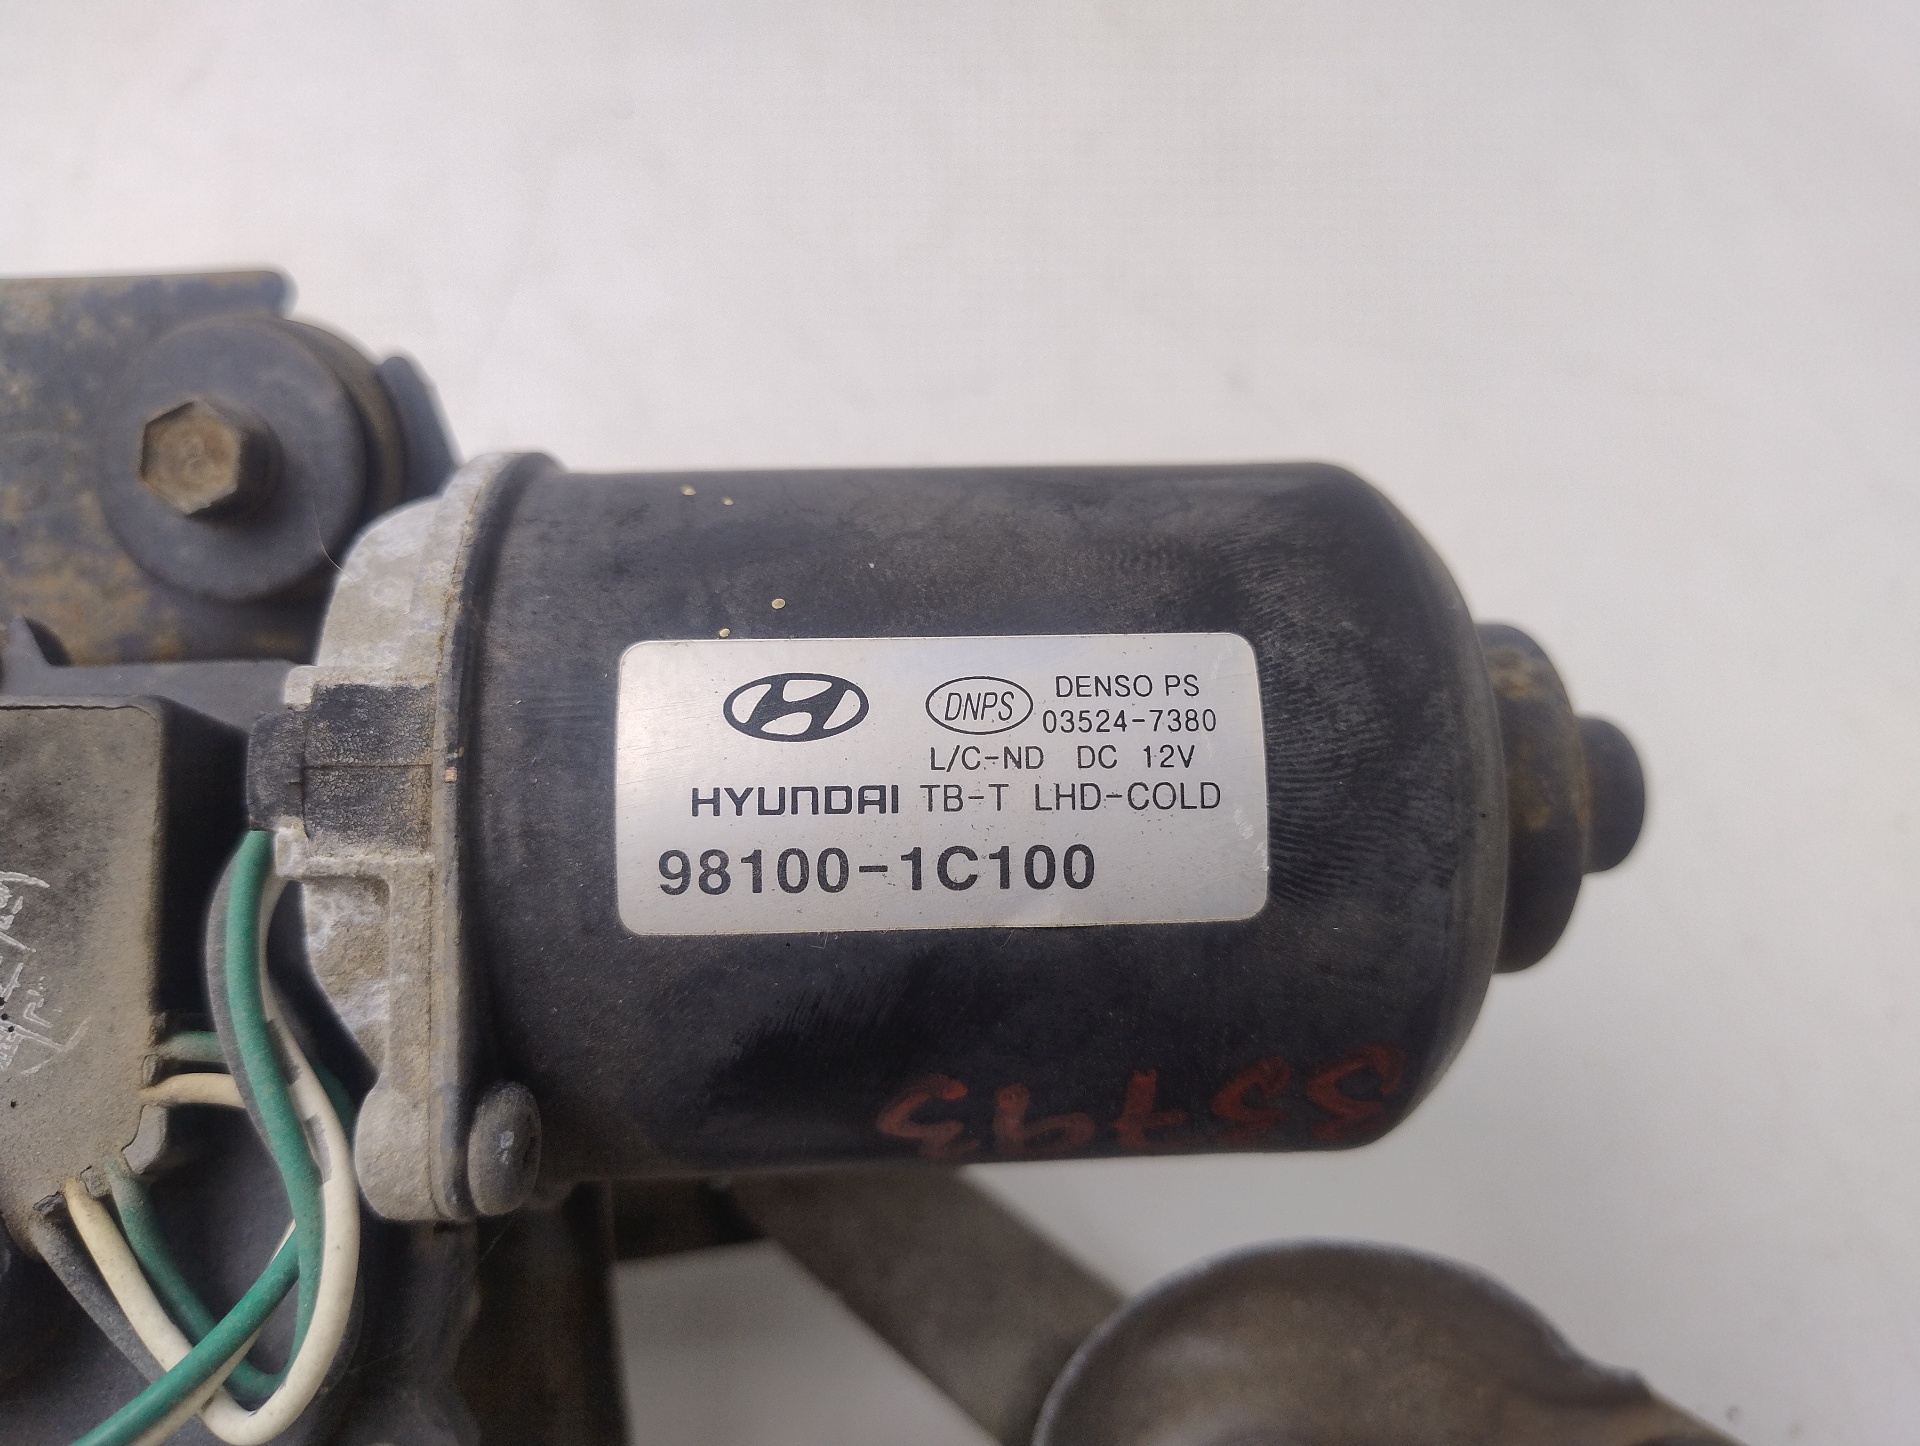 DNPS DENSO PS
03524-7380
L/C-ND DC 12V
HYUNDAI TB-T LHD-COLD
98100-1C100